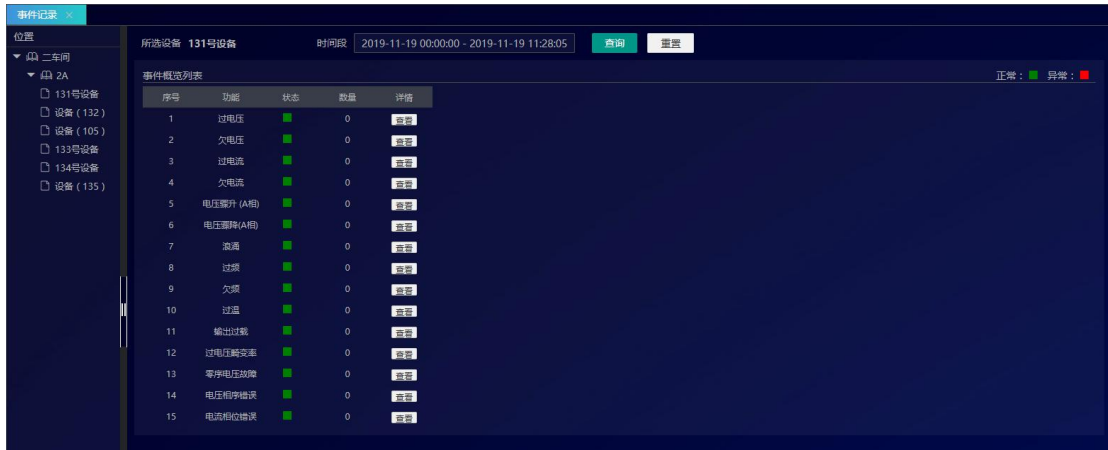 事件记录 ×
位置
二车间
2A
131号设备
设备 ( 132 )
设备 ( 105 )
133号设备
134号设备
设备 ( 135 )
所选设备 131号设备 时间段 2019-11-19 00:00:00 - 2019-11-19 11:28:05 查询 重置
事件概览列表 正常： 异常：
序号 功能 状态 数量 详情
1 过电压 0 查看
2 欠电压 0 查看
3 过电流 0 查看
4 欠电流 0 查看
5 电压骤升 (A相) 0 查看
6 电压骤降(A相) 0 查看
7 浪涌 0 查看
8 过频 0 查看
9 欠频 0 查看
10 过温 0 查看
11 输出过载 0 查看
12 过电压畸变率 0 查看
13 零序电压故障 0 查看
14 电压相序错误 0 查看
15 电流相位错误 0 查看